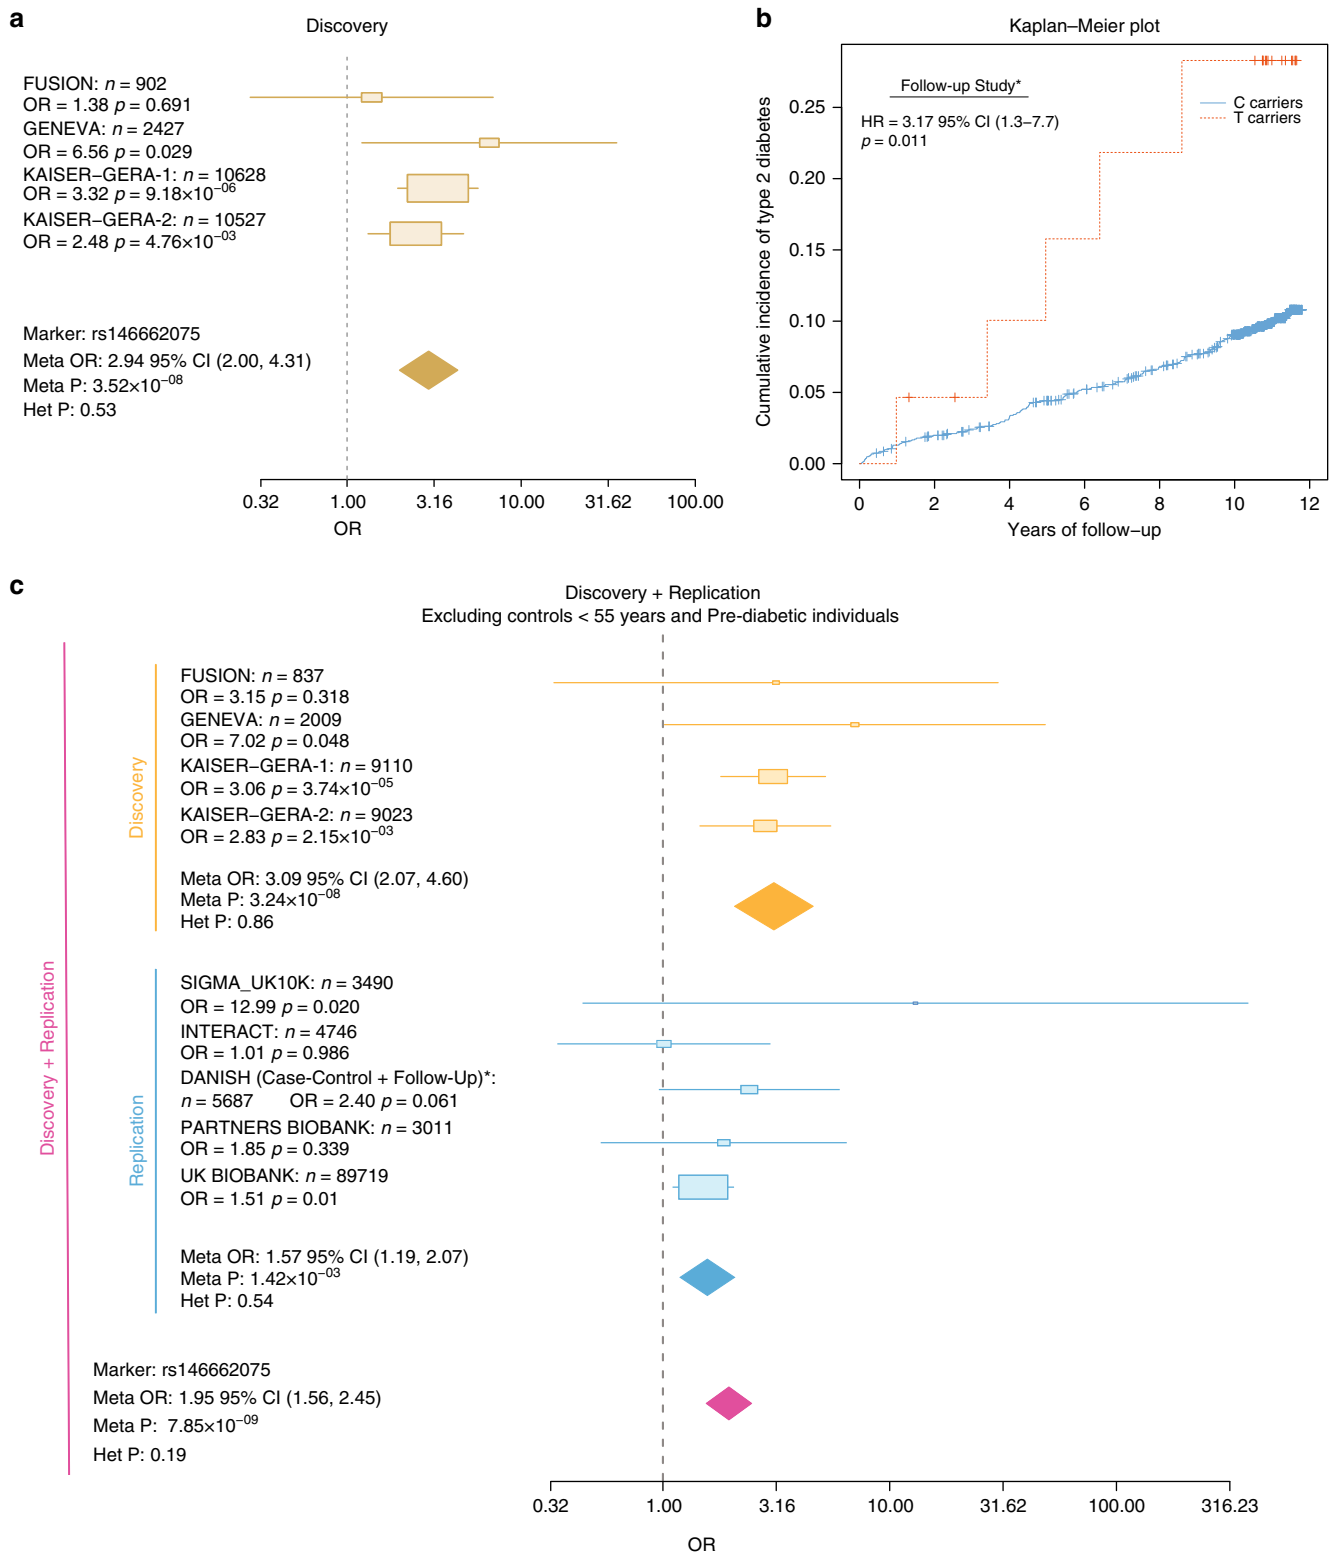 a
Discovery
FUSION: n = 902
OR = 1.38 p = 0.691
GENEVA: n = 2427
OR = 6.56 p = 0.029
KAISER–GERA-1: n = 10628
OR = 3.32 p = 9.18×10−06
KAISER–GERA-2: n = 10527
OR = 2.48 p = 4.76×10−03
Marker: rs146662075
Meta OR: 2.94 95% CI (2.00, 4.31)
Meta P: 3.52×10−08
Het P: 0.53
0.32 1.00 3.16 10.00 31.62 100.00
OR
b
Kaplan–Meier plot
Cumulative incidence of type 2 diabetes
Follow-up Study*
HR = 3.17 95% CI (1.3–7.7)
p = 0.011
C carriers
T carriers
0.25
0.20
0.15
0.10
0.05
0.00
0 2 4 6 8 10 12
Years of follow–up
c
Discovery + Replication
Excluding controls < 55 years and Pre-diabetic individuals
Discovery + Replication
Discovery
FUSION: n = 837
OR = 3.15 p = 0.318
GENEVA: n = 2009
OR = 7.02 p = 0.048
KAISER–GERA-1: n = 9110
OR = 3.06 p = 3.74×10−05
KAISER–GERA-2: n = 9023
OR = 2.83 p = 2.15×10−03
Meta OR: 3.09 95% CI (2.07, 4.60)
Meta P: 3.24×10−08
Het P: 0.86
Replication
SIGMA_UK10K: n = 3490
OR = 12.99 p = 0.020
INTERACT: n = 4746
OR = 1.01 p = 0.986
DANISH (Case-Control + Follow-Up)*:
n = 5687 OR = 2.40 p = 0.061
PARTNERS BIOBANK: n = 3011
OR = 1.85 p = 0.339
UK BIOBANK: n = 89719
OR = 1.51 p = 0.01
Meta OR: 1.57 95% CI (1.19, 2.07)
Meta P: 1.42×10−03
Het P: 0.54
Marker: rs146662075
Meta OR: 1.95 95% CI (1.56, 2.45)
Meta P: 7.85×10−09
Het P: 0.19
0.32 1.00 3.16 10.00 31.62 100.00 316.23
OR